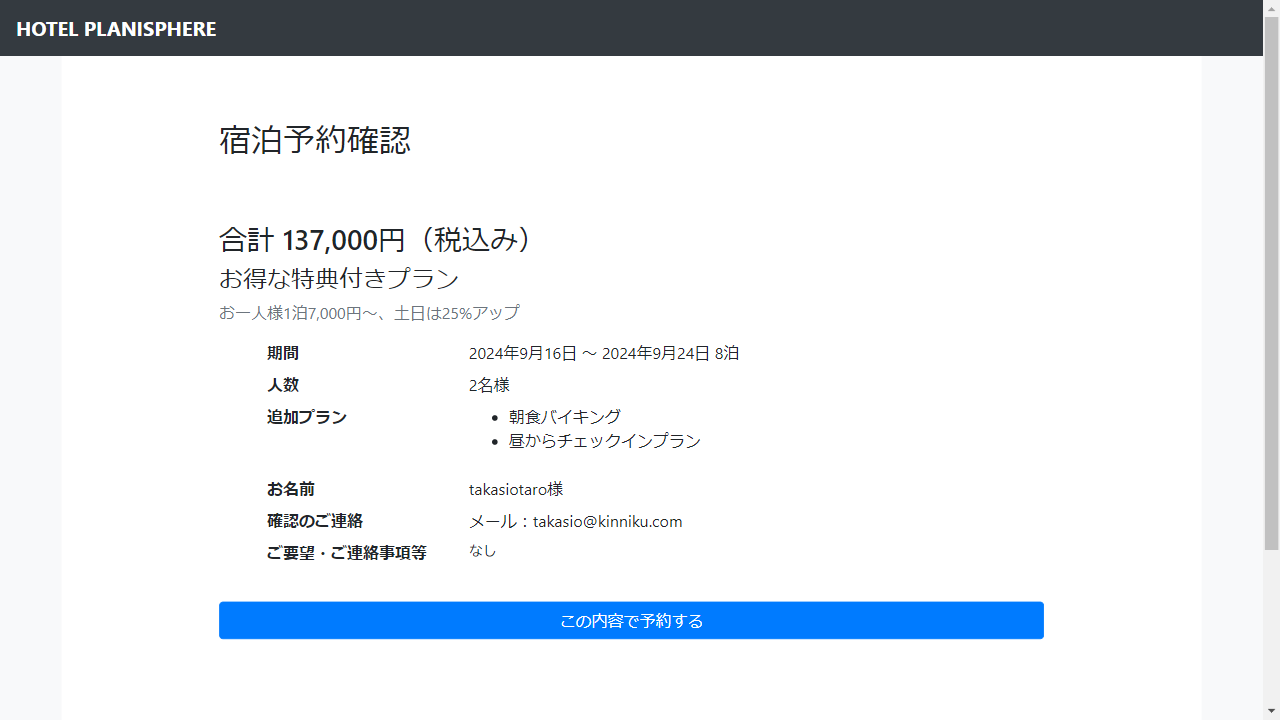 HOTEL PLANISPHERE
宿泊予約確認
合計 137,000円（税込み）
お得な特典付きプラン
お一人様1泊7,000円～、土日は25%アップ
期間 2024年9月16日 ～ 2024年9月24日 8泊
人数 2名様
追加プラン • 朝食バイキング
• 昼からチェックインプラン
お名前 takasiotaro様
確認のご連絡 メール：takasio@kinniku.com
ご要望・ご連絡事項等 なし
この内容で予約する